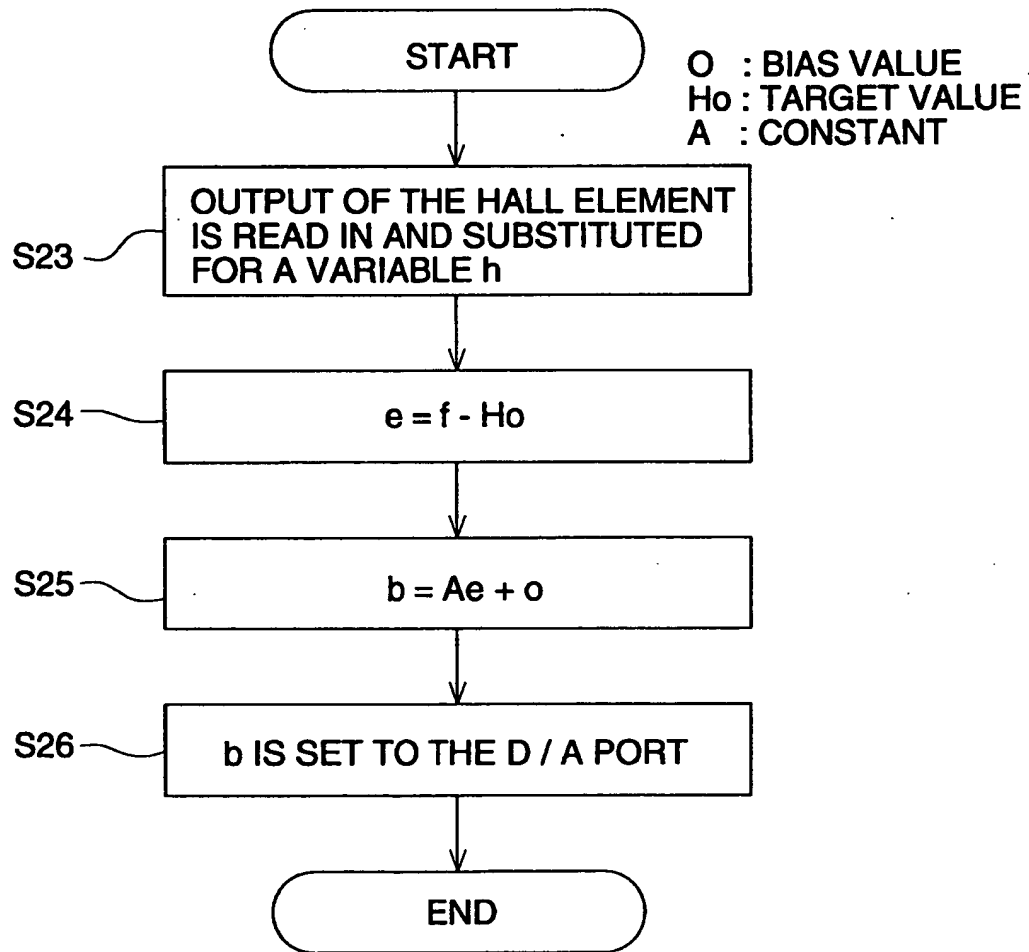 START
O : BIAS VALUE
Ho : TARGET VALUE
A : CONSTANT
S23
OUTPUT OF THE HALL ELEMENT
IS READ IN AND SUBSTITUTED
FOR A VARIABLE h
S24
e = f - Ho
S25
b = Ae + o
S26
b IS SET TO THE D / A PORT
END